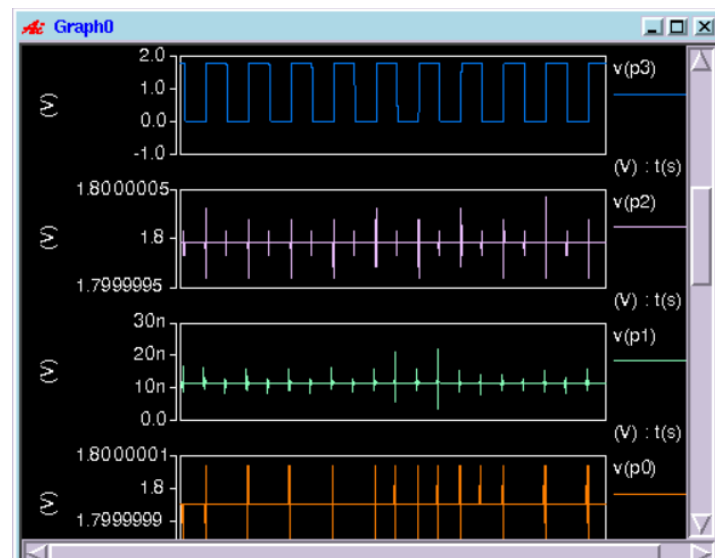 Graph0
2.0
v(p3)
1.0
(V)
0.0
-1.0
(V) : t(s)
1.8000005
v(p2)
(V)
1.8
1.7999995
(V) : t(s)
30n
v(p1)
20n
(V)
10n
0.0
(V) : t(s)
1.8000001
v(p0)
1.8
(V)
1.7999999